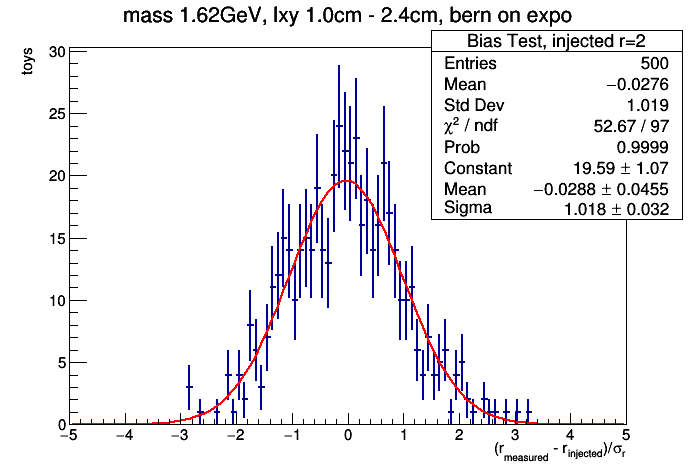 mass 1.62GeV, lxy 1.0cm - 2.4cm, bern on expo
Bias Test, injected r=2
Entries 500
Mean −0.0276
Std Dev 1.019
χ² / ndf 52.67 / 97
Prob 0.9999
Constant 19.59 ± 1.07
Mean −0.0288 ± 0.0455
Sigma 1.018 ± 0.032
toys
30
25
20
15
10
5
0
−5 −4 −3 −2 −1 0 1 2 3 4 5
(r_measured - r_injected)/σ_r